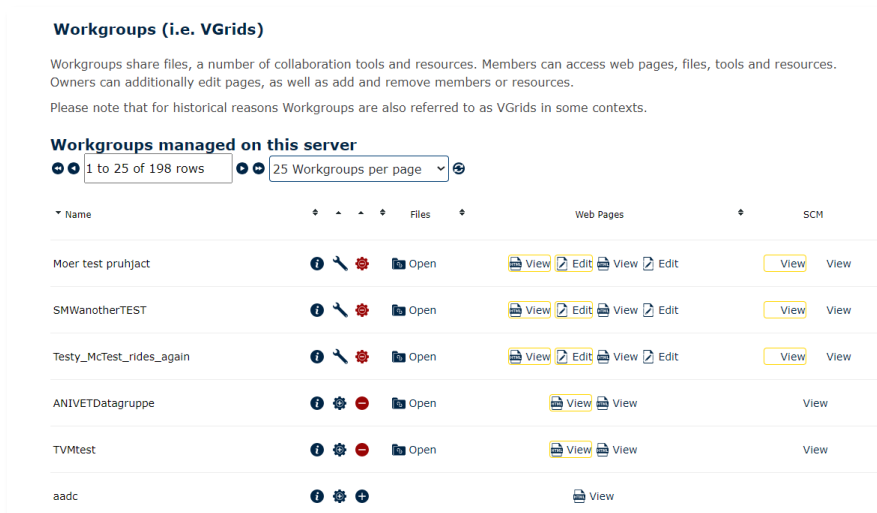 Workgroups (i.e. VGrids)
Workgroups share files, a number of collaboration tools and resources. Members can access web pages, files, tools and resources.
Owners can additionally edit pages, as well as add and remove members or resources.
Please note that for historical reasons Workgroups are also referred to as VGrids in some contexts.
Workgroups managed on this server
1 to 25 of 198 rows 25 Workgroups per page
Name Files Web Pages SCM
Moer test pruhjact Open View Edit View Edit View View
SMWanotherTEST Open View Edit View Edit View View
Testy_McTest_rides_again Open View Edit View Edit View View
ANIVETDatagruppe Open View View View
TVMtest Open View View View
aadc View